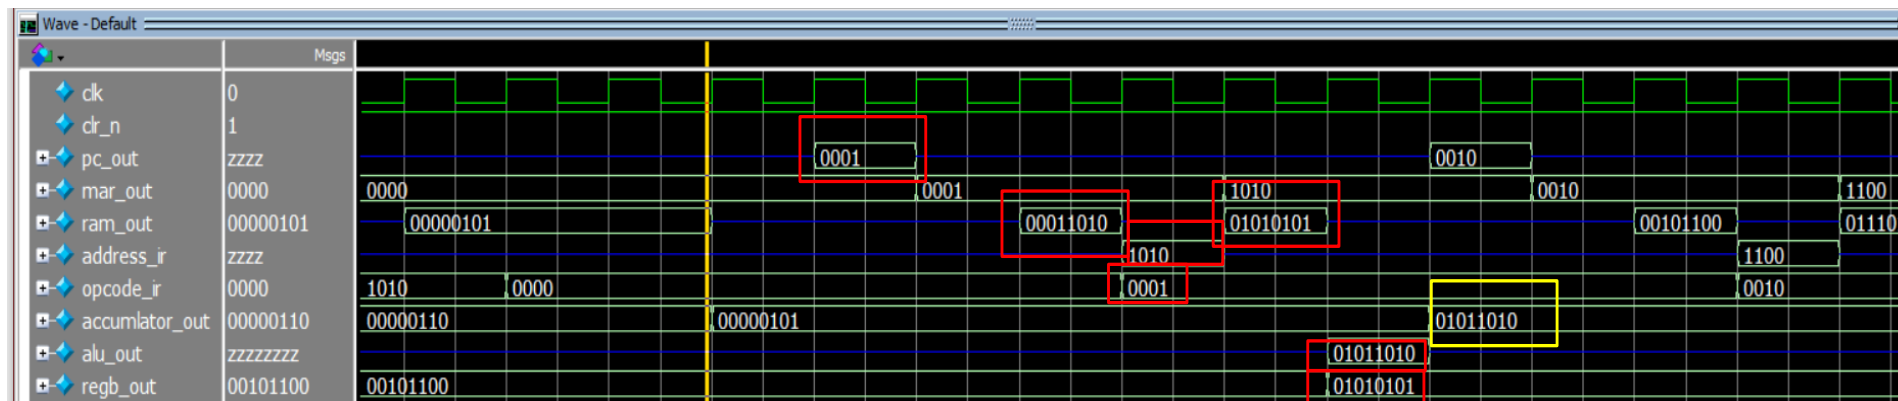 Wave - Default
Msgs
clk 0
clr_n 1
pc_out zzzz 0001 0010
mar_out 0000 0000 0001 1010 0010 1100
ram_out 00000101 00000101 00011010 01010101 00101100 01110
address_ir zzzz 1010 1100
opcode_ir 0000 1010 0000 0001 0010
accumlator_out 00000110 00000110 00000101 01011010
alu_out zzzzzzzz 01011010
regb_out 00101100 00101100 01010101